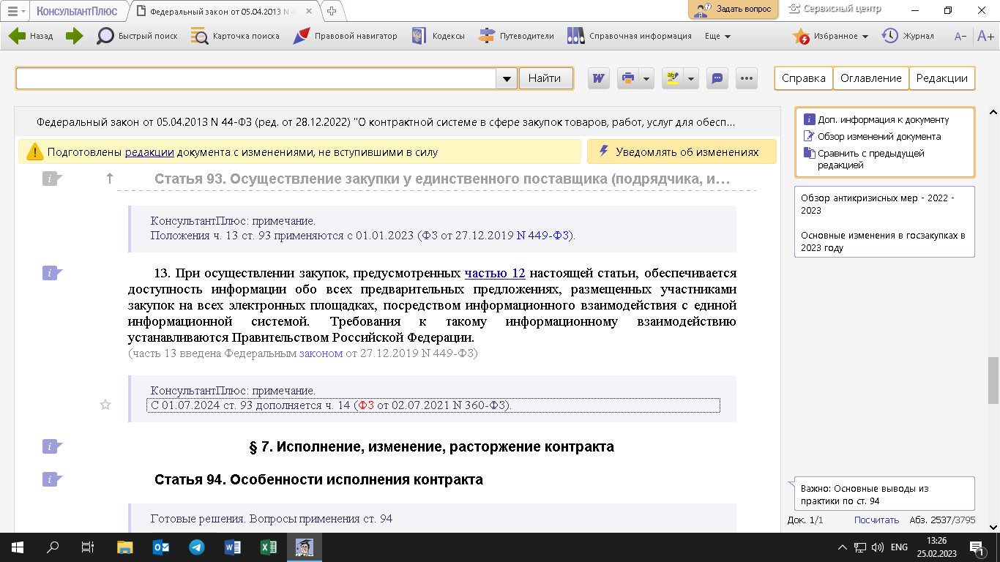 КОНСУЛЬТАНТПЛЮС
Федеральный закон от 05.04.2013 N 4
Задать вопрос
Сервисный центр
Назад
Быстрый поиск
Карточка поиска
Правовой навигатор
Кодексы
Путеводители
Справочная информация
Еще
Избранное
Журнал
A−
A+
Найти
W
ab
Справка
Оглавление
Редакции
Федеральный закон от 05.04.2013 N 44-ФЗ (ред. от 28.12.2022) "О контрактной системе в сфере закупок товаров, работ, услуг для обесп...
Подготовлены редакции документа с изменениями, не вступившими в силу
Уведомлять об изменениях
Статья 93. Осуществление закупки у единственного поставщика (подрядчика, и...
КонсультантПлюс: примечание.
Положения ч. 13 ст. 93 применяются с 01.01.2023 (ФЗ от 27.12.2019 N 449-ФЗ).
13. При осуществлении закупок, предусмотренных частью 12 настоящей статьи, обеспечивается
доступность информации обо всех предварительных предложениях, размещенных участниками
закупок на всех электронных площадках, посредством информационного взаимодействия с единой
информационной системой. Требования к такому информационному взаимодействию
устанавливаются Правительством Российской Федерации.
(часть 13 введена Федеральным законом от 27.12.2019 N 449-ФЗ)
КонсультантПлюс: примечание.
С 01.07.2024 ст. 93 дополняется ч. 14 (ФЗ от 02.07.2021 N 360-ФЗ).
§ 7. Исполнение, изменение, расторжение контракта
Статья 94. Особенности исполнения контракта
Готовые решения. Вопросы применения ст. 94
Доп. информация к документу
Обзор изменений документа
Сравнить с предыдущей
редакцией
Обзор антикризисных мер - 2022 -
2023
Основные изменения в госзакупках в
2023 году
Важно: Основные выводы из
практики по ст. 94
Док. 1/1
Посчитать
Абз. 2537/3795
ENG
13:26
25.02.2023
1